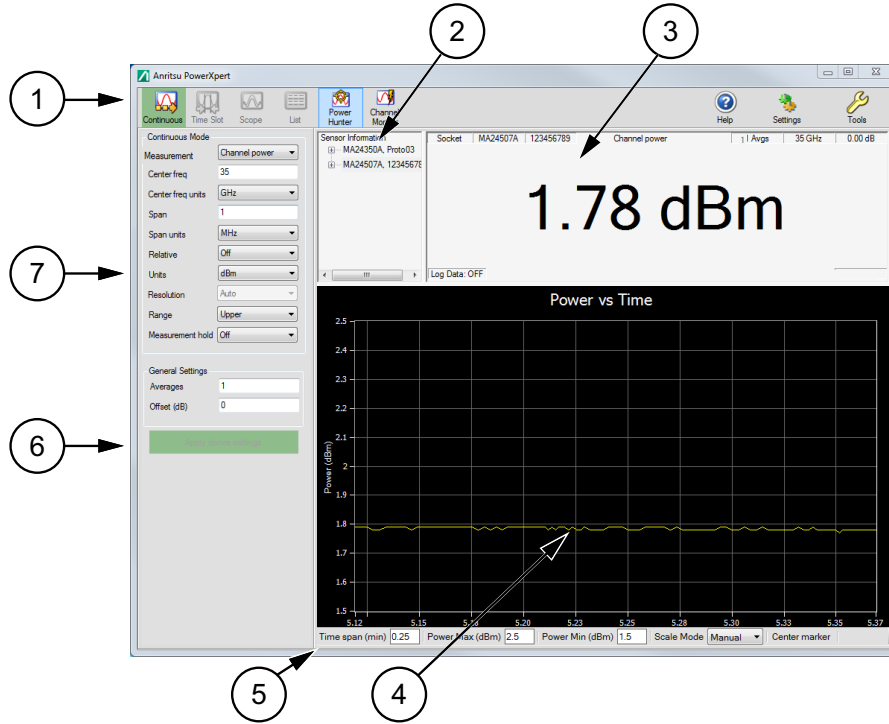 2
3
1
Anritsu PowerXpert
Continuous
Time Slot
Scope
List
Power Hunter
Channel
Help
Settings
Tools
Continuous Mode
Measurement Channel power
Center freq 35
Center freq units GHz
Span 1
Span units MHz
Relative Off
Units dBm
Resolution Auto
Range Upper
Measurement hold Off
7
General Settings
Averages 1
Offset (dB) 0
6
Sensor Information
MA24350A, Proto03
MA24507A, 1234567
Socket MA24507A 123456789 Channel power 1 Avgs 35 GHz 0.00 dB
1.78 dBm
Log Data: OFF
Power vs Time
Power (dBm)
2.5
2.4
2.3
2.2
2.1
2
1.9
1.8
1.7
1.6
1.5
5.12 5.15 5.20 5.23 5.25 5.28 5.30 5.33 5.35 5.37
Time span (min) 0.25 Power Max (dBm) 2.5 Power Min (dBm) 1.5 Scale Mode Manual Center marker
5
4